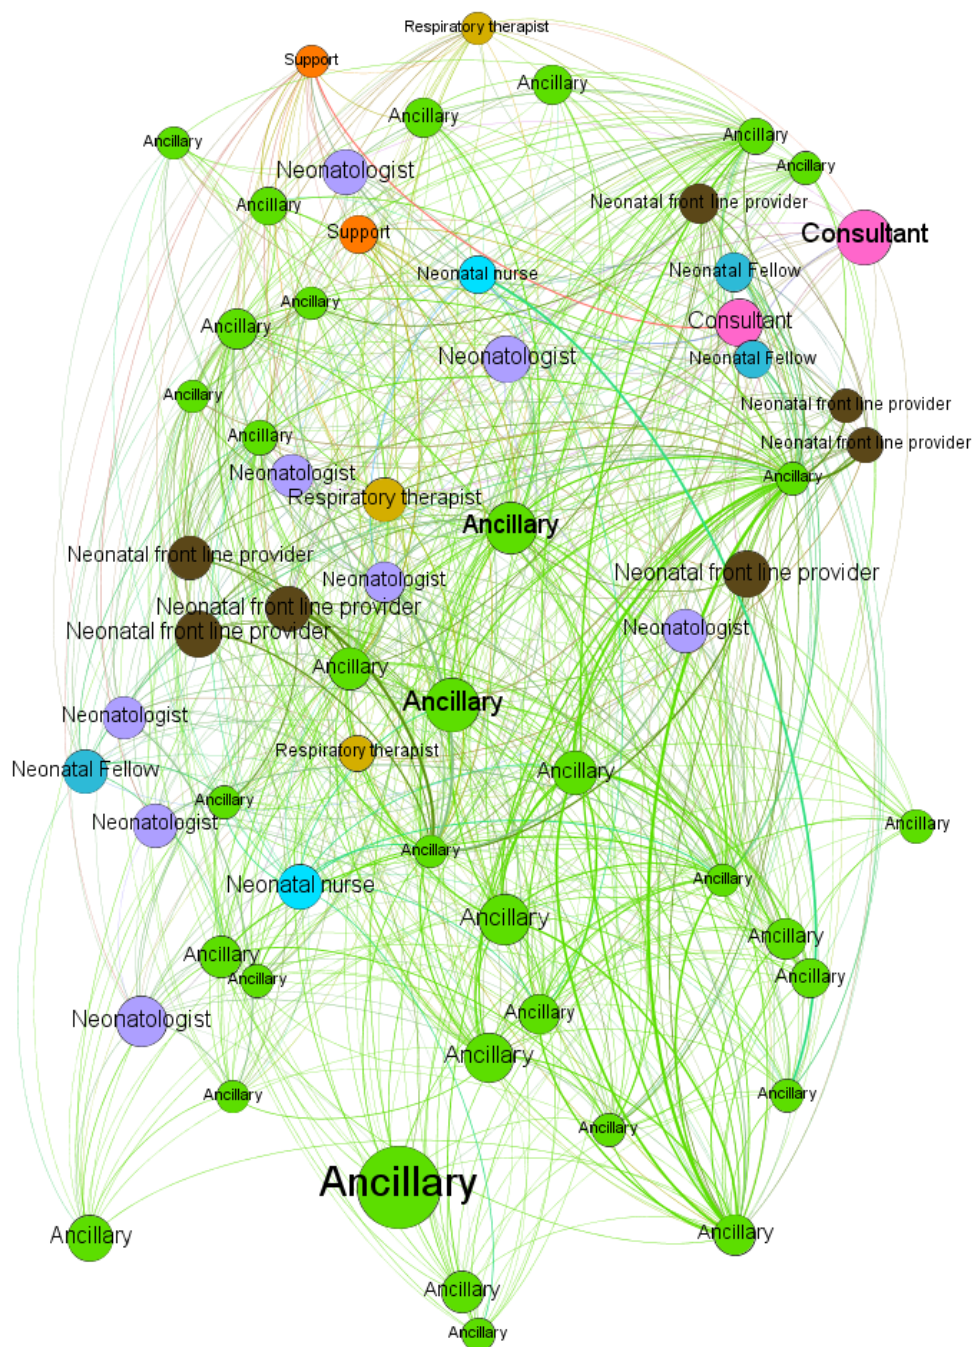 Respiratory therapist
Support
Ancillary
Ancillary
Ancillary
Ancillary
Ancillary
Neonatologist
Neonatal front line provider
Ancillary
Support
Consultant
Neonatal nurse
Neonatal Fellow
Ancillary
Consultant
Ancillary
Neonatologist
Neonatal Fellow
Ancillary
Neonatal front line provider
Ancillary
Neonatal front line provider
Neonatologist
Ancillary
Respiratory therapist
Ancillary
Neonatal front line provider
Neonatologist
Neonatal front line provider
Neonatal front line provider
Neonatal front line provider
Neonatologist
Ancillary
Ancillary
Neonatologist
Respiratory therapist
Neonatal Fellow
Ancillary
Ancillary
Neonatologist
Ancillary
Ancillary
Ancillary
Neonatal nurse
Ancillary
Ancillary
Ancillary
Ancillary
Ancillary
Neonatologist
Ancillary
Ancillary
Ancillary
Ancillary
Ancillary
Ancillary
Ancillary
Ancillary
Ancillary
Ancillary